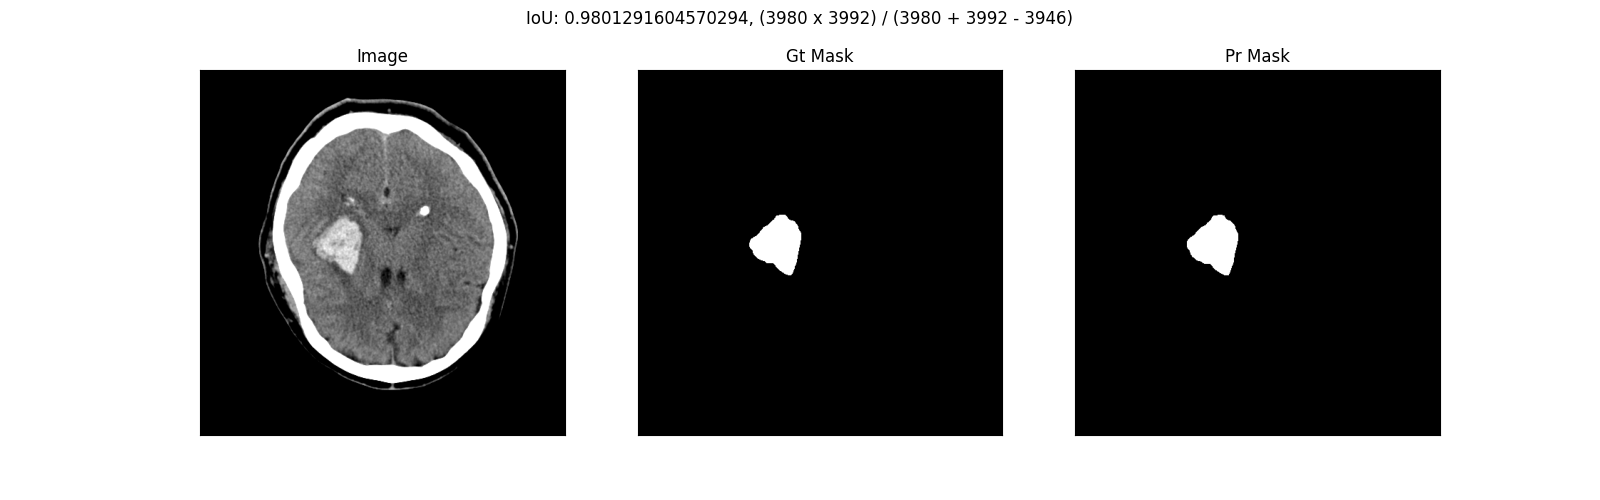 IoU: 0.9801291604570294, (3980 x 3992) / (3980 + 3992 - 3946)
Image
Gt Mask
Pr Mask